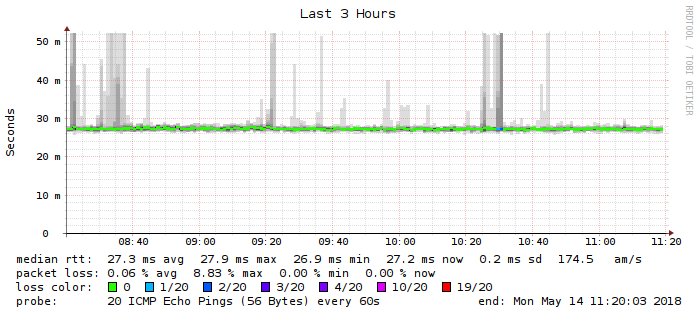 Last 3 Hours
RRDTOOL / TOBI OETIKER
Seconds
50 m
40 m
30 m
20 m
10 m
0
08:40 09:00 09:20 09:40 10:00 10:20 10:40 11:00 11:20
median rtt: 27.3 ms avg 27.9 ms max 26.9 ms min 27.2 ms now 0.2 ms sd 174.5 am/s
packet loss: 0.06 % avg 8.83 % max 0.00 % min 0.00 % now
loss color: 0 1/20 2/20 3/20 4/20 10/20 19/20
probe: 20 ICMP Echo Pings (56 Bytes) every 60s end: Mon May 14 11:20:03 2018